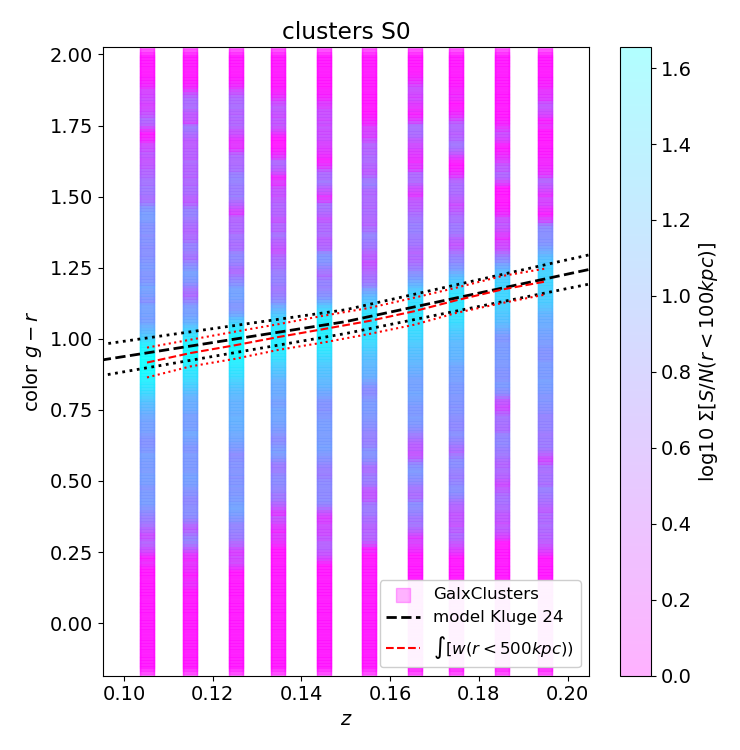 clusters S0
color g − r
2.00
1.75
1.50
1.25
1.00
0.75
0.50
0.25
0.00
GalxClusters
model Kluge 24
∫[w(r < 500kpc))
0.10 0.12 0.14 0.16 0.18 0.20
z
1.6
1.4
1.2
1.0
0.8
0.6
0.4
0.2
0.0
log10 Σ[S/N(r < 100kpc)]